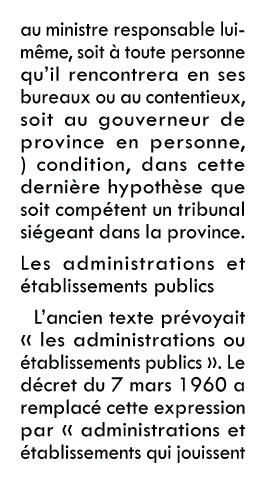 au ministre responsable lui-
même, soit à toute personne
qu'il rencontrera en ses
bureaux ou au contentieux,
soit au gouverneur de
province en personne,
) condition, dans cette
dernière hypothèse que
soit compétent un tribunal
siégeant dans la province.
Les administrations et
établissements publics
L'ancien texte prévoyait
« les administrations ou
établissements publics ». Le
décret du 7 mars 1960 a
remplacé cette expression
par « administrations et
établissements qui jouissent